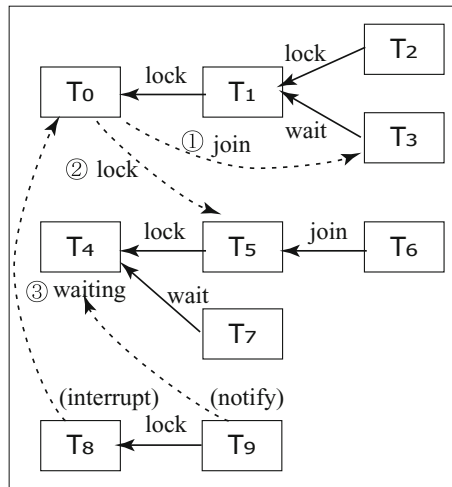 T2
lock
T0
lock
T1
wait
T3
① join
② lock
T4
lock
T5
join
T6
③ waiting
wait
T7
(interrupt)
(notify)
T8
lock
T9